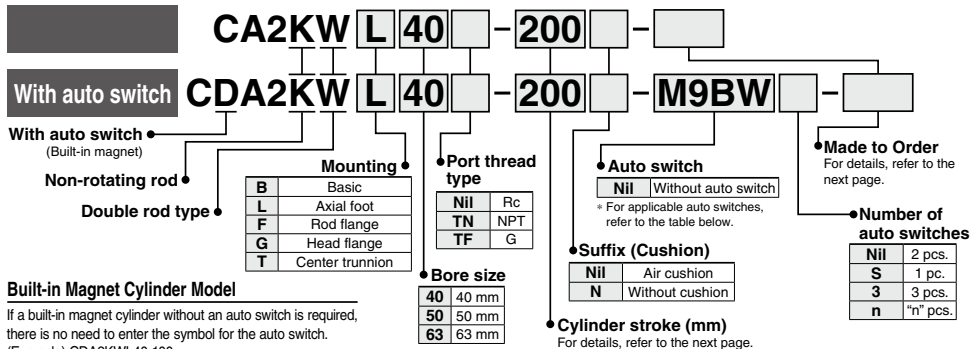 CA2KW L 40 - 200 -
With auto switch CDA2KW L 40 - 200 - M9BW -
With auto switch
(Built-in magnet)
Non-rotating rod
Double rod type
Mounting
B Basic
L Axial foot
F Rod flange
G Head flange
T Center trunnion
Port thread
type
Nil Rc
TN NPT
TF G
Bore size
40 40 mm
50 50 mm
63 63 mm
Auto switch
Nil Without auto switch
* For applicable auto switches,
refer to the table below.
Suffix (Cushion)
Nil Air cushion
N Without cushion
Cylinder stroke (mm)
For details, refer to the next page.
Made to Order
For details, refer to the
next page.
Number of
auto switches
Nil 2 pcs.
S 1 pc.
3 3 pcs.
n "n" pcs.
Built-in Magnet Cylinder Model
If a built-in magnet cylinder without an auto switch is required,
there is no need to enter the symbol for the auto switch.